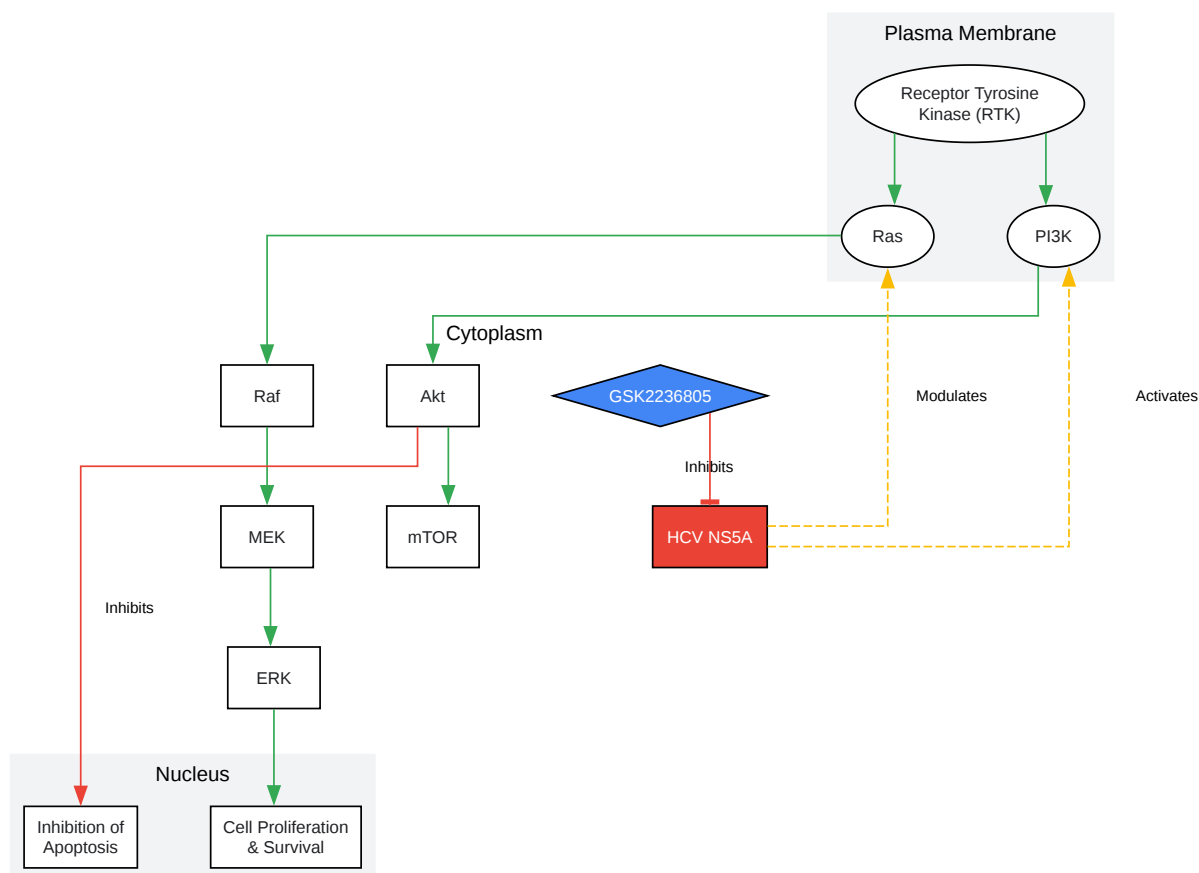 Plasma Membrane
Receptor Tyrosine
Kinase (RTK)
Ras
PI3K
Cytoplasm
Raf
Akt
GSK2236805
Modulates
Activates
Inhibits
MEK
mTOR
HCV NS5A
Inhibits
ERK
Nucleus
Inhibition of
Apoptosis
Cell Proliferation
& Survival